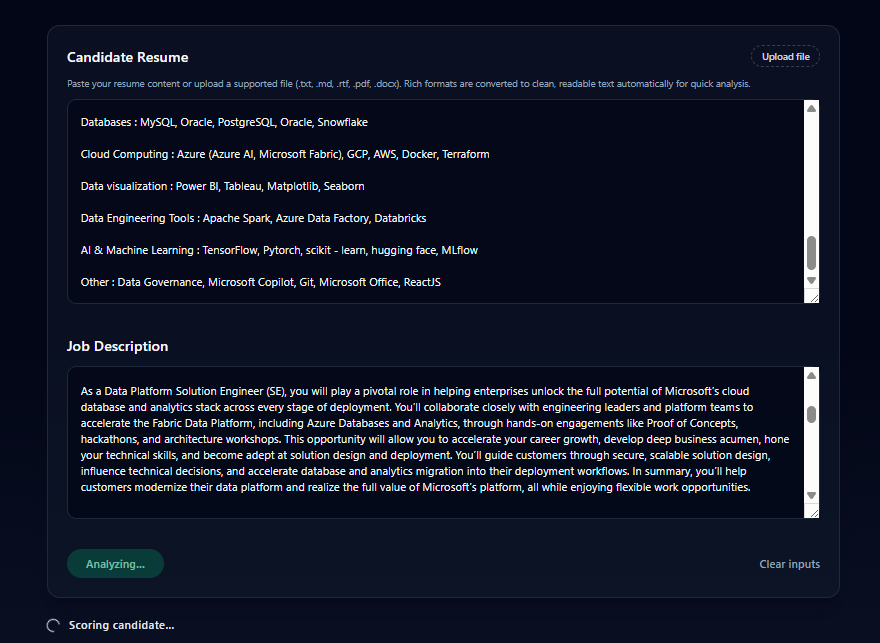 Candidate Resume
Upload file
Paste your resume content or upload a supported file (.txt, .md, .rtf, .pdf, .docx). Rich formats are converted to clean, readable text automatically for quick analysis.
Databases : MySQL, Oracle, PostgreSQL, Oracle, Snowflake
Cloud Computing : Azure (Azure AI, Microsoft Fabric), GCP, AWS, Docker, Terraform
Data visualization : Power BI, Tableau, Matplotlib, Seaborn
Data Engineering Tools : Apache Spark, Azure Data Factory, Databricks
AI & Machine Learning : TensorFlow, Pytorch, scikit - learn, hugging face, MLflow
Other : Data Governance, Microsoft Copilot, Git, Microsoft Office, ReactJS
Job Description
As a Data Platform Solution Engineer (SE), you will play a pivotal role in helping enterprises unlock the full potential of Microsoft's cloud
database and analytics stack across every stage of deployment. You'll collaborate closely with engineering leaders and platform teams to
accelerate the Fabric Data Platform, including Azure Databases and Analytics, through hands-on engagements like Proof of Concepts,
hackathons, and architecture workshops. This opportunity will allow you to accelerate your career growth, develop deep business acumen, hone
your technical skills, and become adept at solution design and deployment. You'll guide customers through secure, scalable solution design,
influence technical decisions, and accelerate database and analytics migration into their deployment workflows. In summary, you'll help
customers modernize their data platform and realize the full value of Microsoft's platform, all while enjoying flexible work opportunities.
Analyzing...
Clear inputs
Scoring candidate...